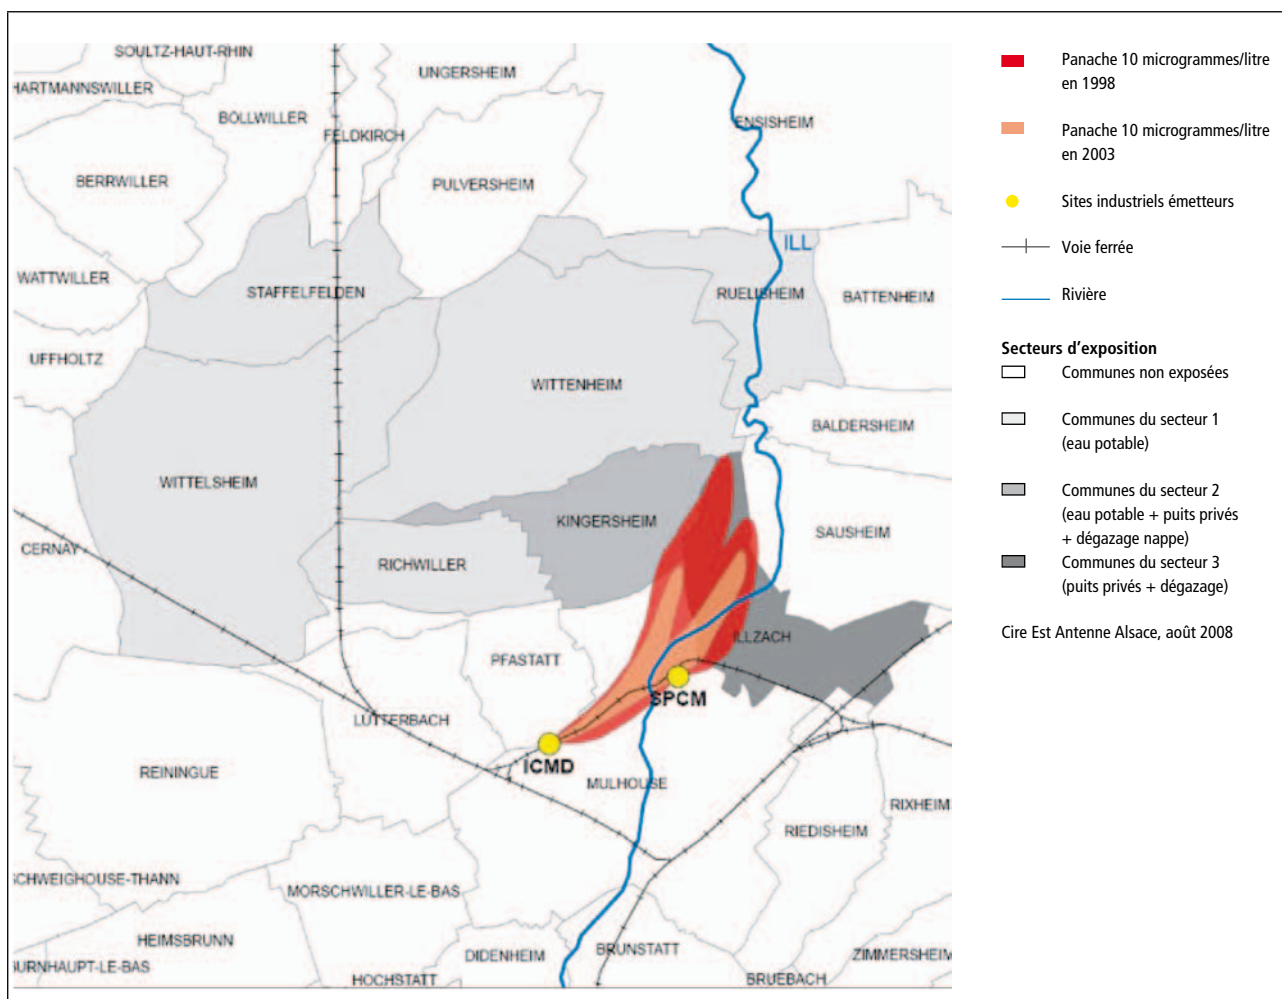 SOULTZ-HAUT-RHIN
UNGERSHEIM
HARTMANNSWILLER
BOLLWILLER
ENSISHEIM
FELDKIRCH
BERRWILLER
PULVERSHEIM
ILL
WATTWILLER
STAFFELFELDEN
RUELISHEIM
BATTENHEIM
UFFHOLTZ
WITTENHEIM
BALDERSHEIM
WITTELSHEIM
KINGERSHEIM
SAUSHEIM
CERNAY
RICHWILLER
ILLZACH
PFASTATT
SPCM
LUTTERBACH
ICMD
REININGUE
MULHOUSE
RIXHEIM
RIEDISHEIM
SCHWEIGHOUSE-THANN
MORSCHWILLER-LE-BAS
HEIMSBRUNN
BRUNSTATT
DIDENHEIM
ZIMMERSHEIM
BURNHAUPT-LE-BAS
HOCHSTATT
BRUEBACH
Panache 10 microgrammes/litre
en 1998
Panache 10 microgrammes/litre
en 2003
Sites industriels émetteurs
Voie ferrée
Rivière
Secteurs d'exposition
Communes non exposées
Communes du secteur 1
(eau potable)
Communes du secteur 2
(eau potable + puits privés
+ dégazage nappe)
Communes du secteur 3
(puits privés + dégazage)
Cire Est Antenne Alsace, août 2008